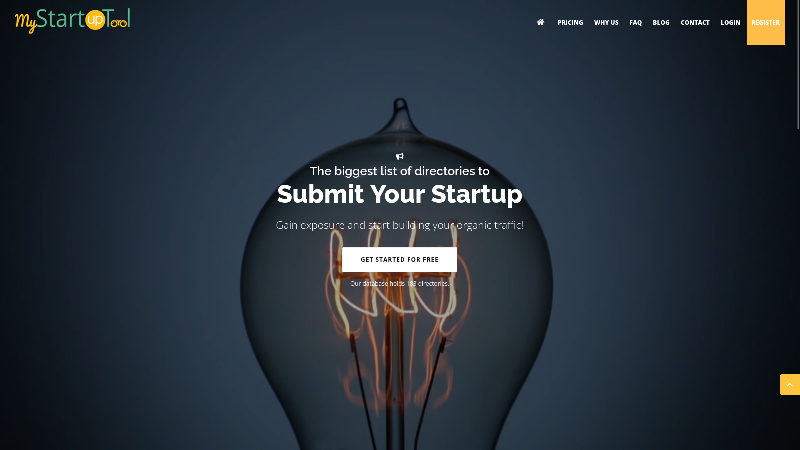 myStartupTool
PRICING WHY US FAQ BLOG CONTACT LOGIN REGISTER
The biggest list of directories to
Submit Your Startup
Gain exposure and start building your organic traffic!
GET STARTED FOR FREE
Our database holds 183 directories.